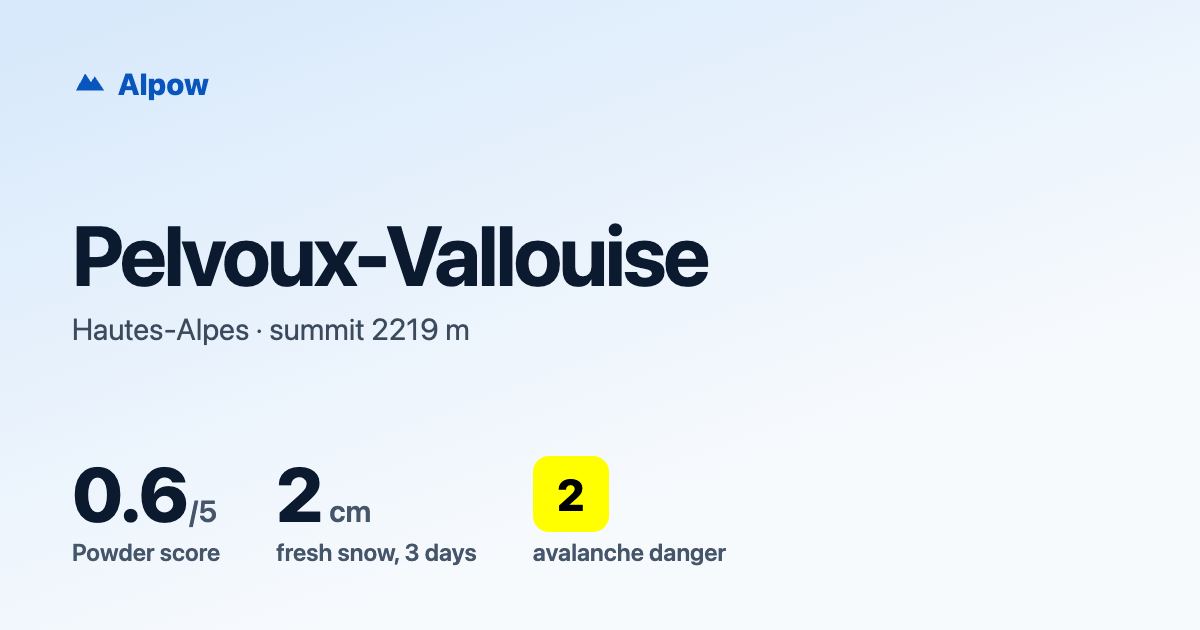 Alpow
Pelvoux-Vallouise
Hautes-Alpes · summit 2219 m
0.6/5
Powder score
2 cm
fresh snow, 3 days
2
avalanche danger